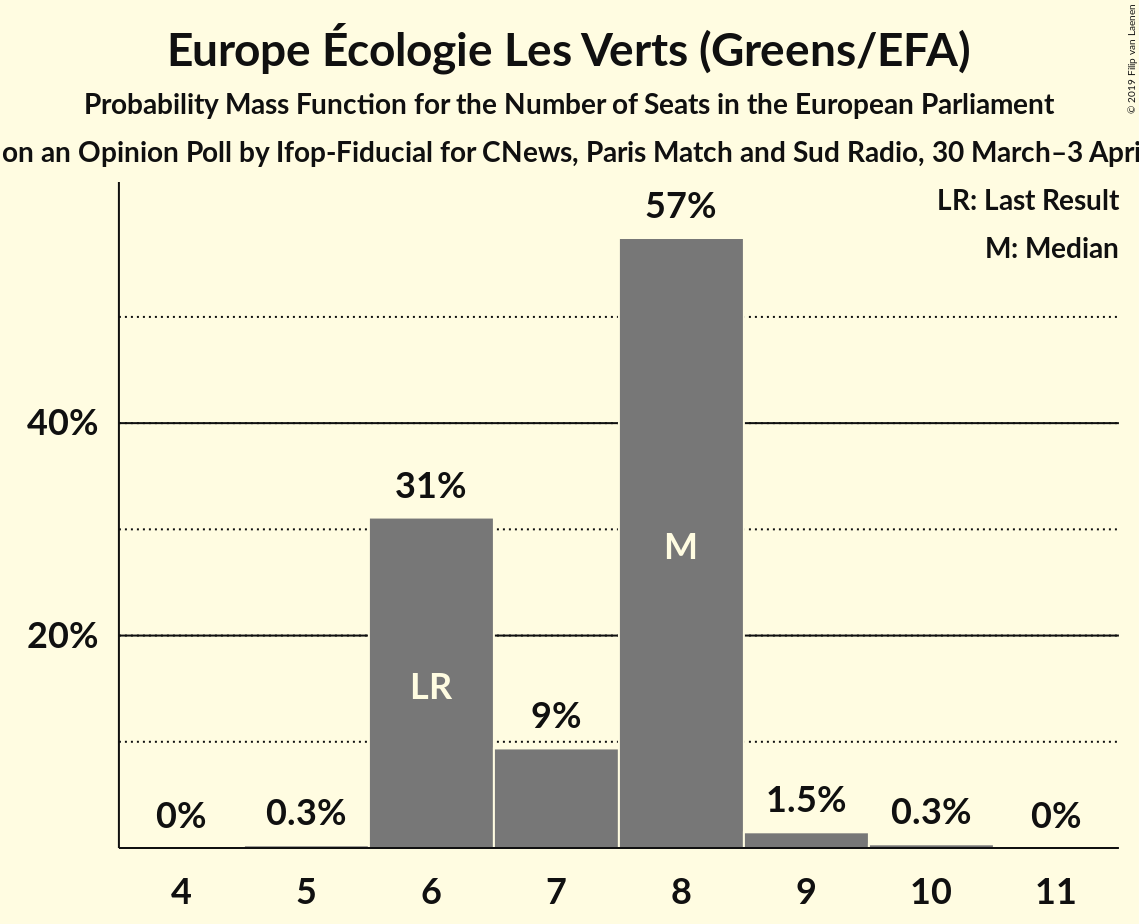 Europe Écologie Les Verts (Greens/EFA)
Probability Mass Function for the Number of Seats in the European Parliament
on an Opinion Poll by Ifop-Fiducial for CNews, Paris Match and Sud Radio, 30 March–3 Apri
© 2019 Filip van Laenen
LR: Last Result
M: Median
57%
40%
31%
M
20%
LR
9%
0%
0.3%
1.5%
0.3%
0%
4 5 6 7 8 9 10 11